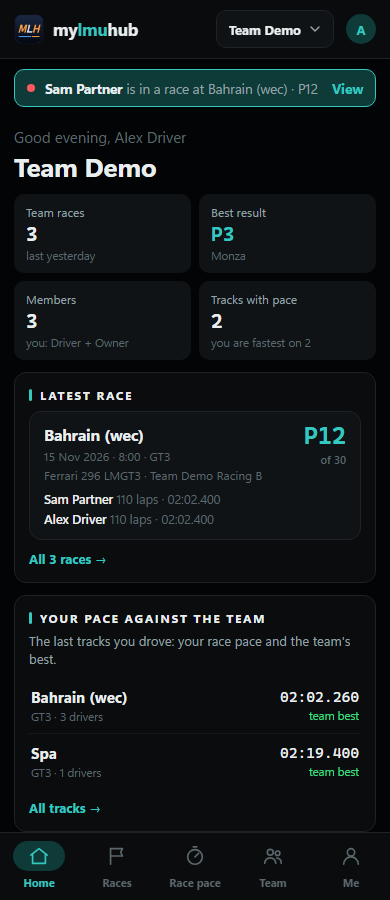 MLH mylmuhub
Team Demo
A
Sam Partner is in a race at Bahrain (wec) · P12 View
Good evening, Alex Driver
Team Demo
Team races
3
last yesterday
Best result
P3
Monza
Members
3
you: Driver + Owner
Tracks with pace
2
you are fastest on 2
LATEST RACE
Bahrain (wec)
P12
15 Nov 2026 · 8:00 · GT3
of 30
Ferrari 296 LMGT3 · Team Demo Racing B
Sam Partner 110 laps · 02:02.400
Alex Driver 110 laps · 02:02.400
All 3 races →
YOUR PACE AGAINST THE TEAM
The last tracks you drove: your race pace and the team's
best.
Bahrain (wec) 02:02.260
GT3 · 3 drivers team best
Spa 02:19.400
GT3 · 1 drivers team best
All tracks →
Home Races Race pace Team Me